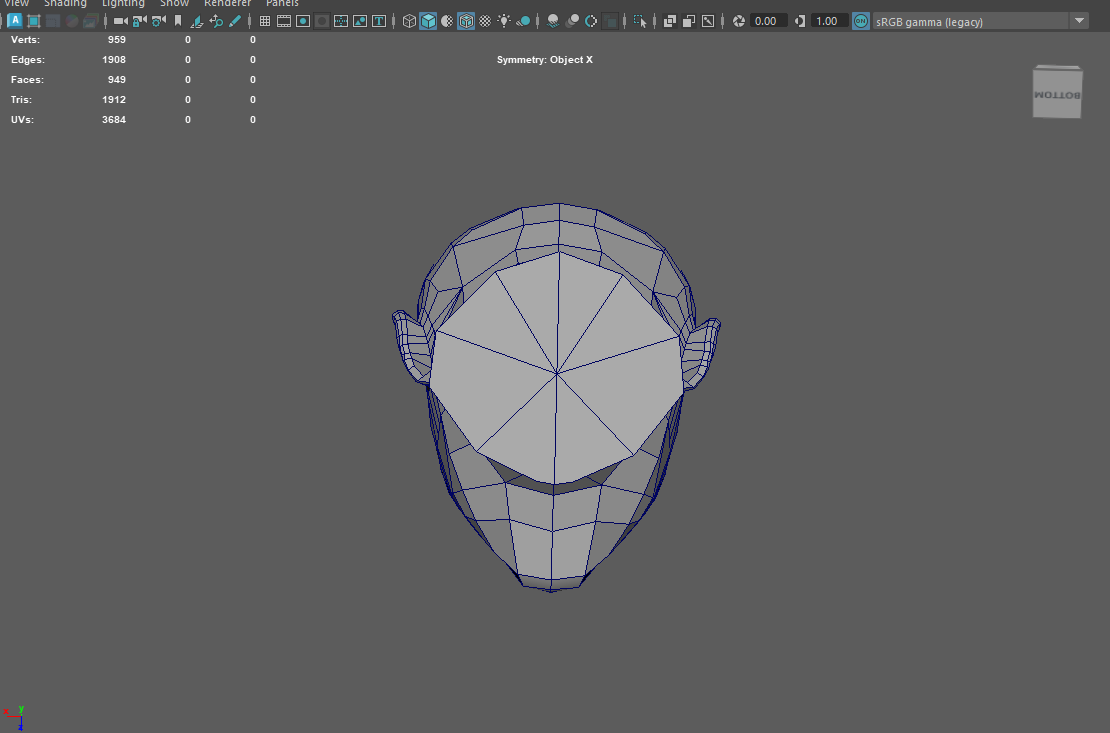 View Shading Lighting Show Renderer Panels
A T 0.00 1.00 ON sRGB gamma (legacy)
Verts: 959 0 0
Edges: 1908 0 0
Faces: 949 0 0
Tris: 1912 0 0
UVs: 3684 0 0
Symmetry: Object X
BOTTOM
x y
z